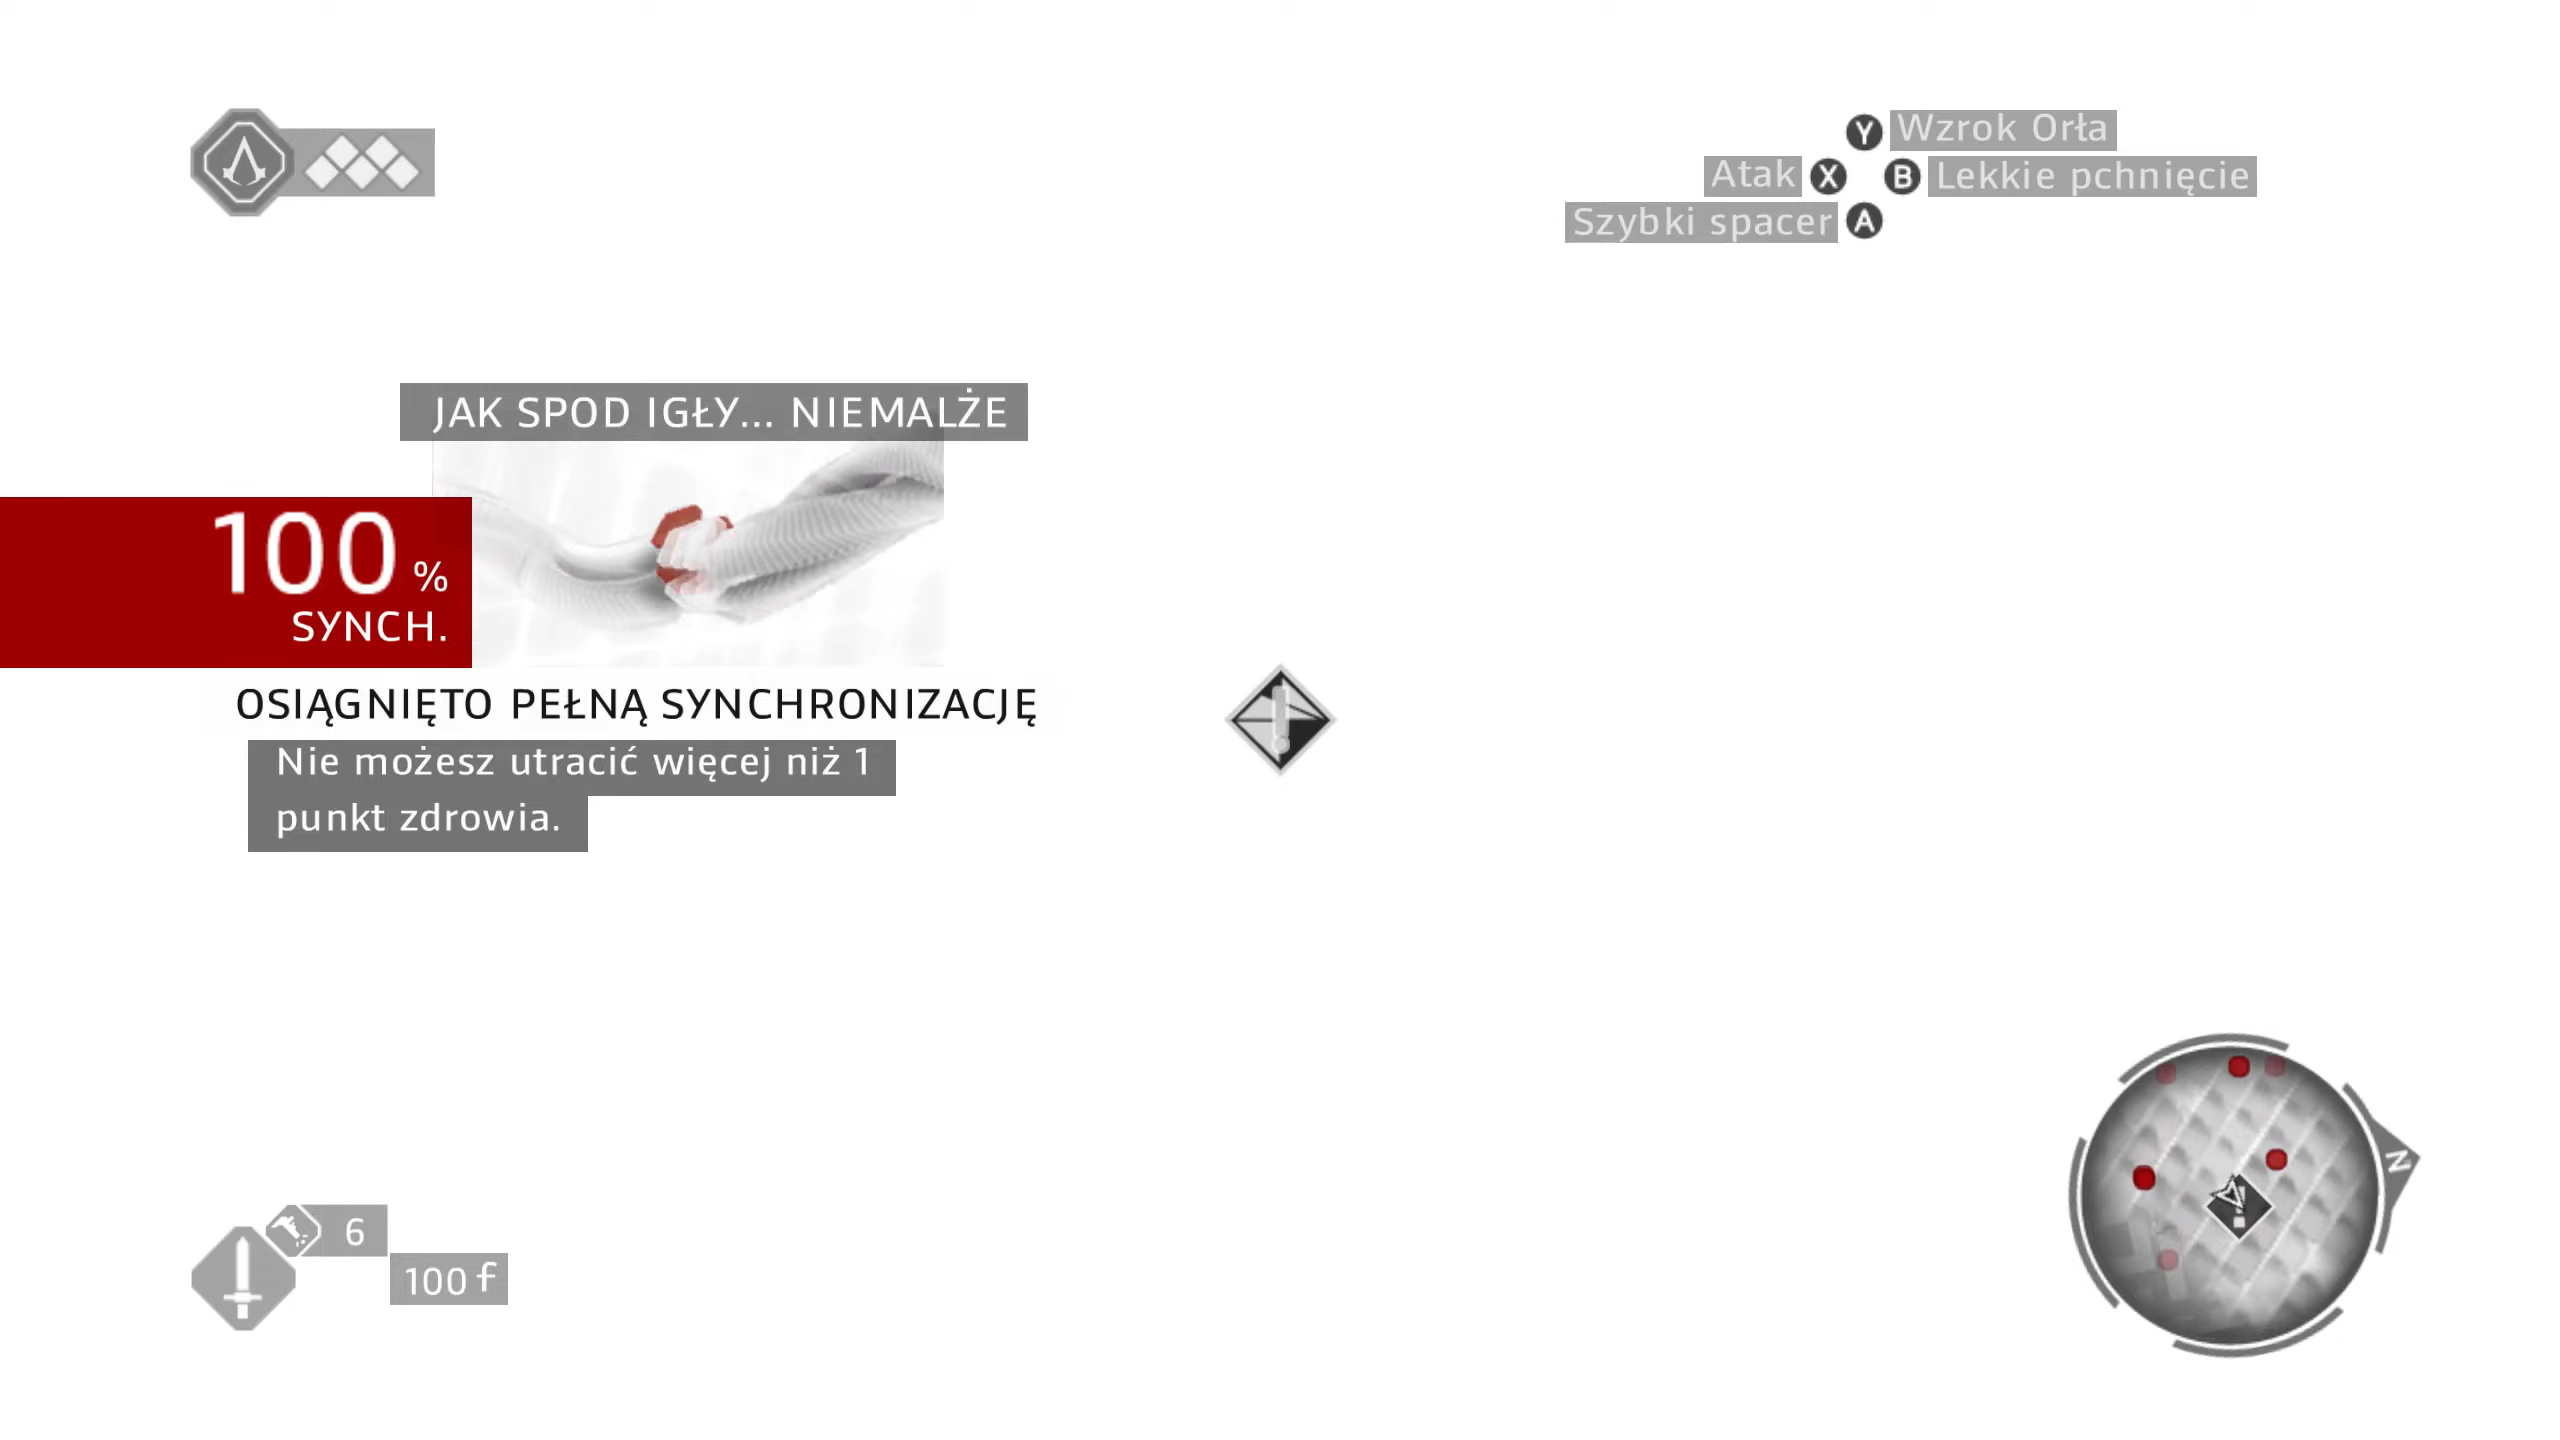 Y Wzrok Orła
Atak X B Lekkie pchnięcie
Szybki spacer A
JAK SPOD IGŁY... NIEMALŻE
100 %
SYNCH.
OSIĄGNIĘTO PEŁNĄ SYNCHRONIZACJĘ
Nie możesz utracić więcej niż 1
punkt zdrowia.
N
6
100 f